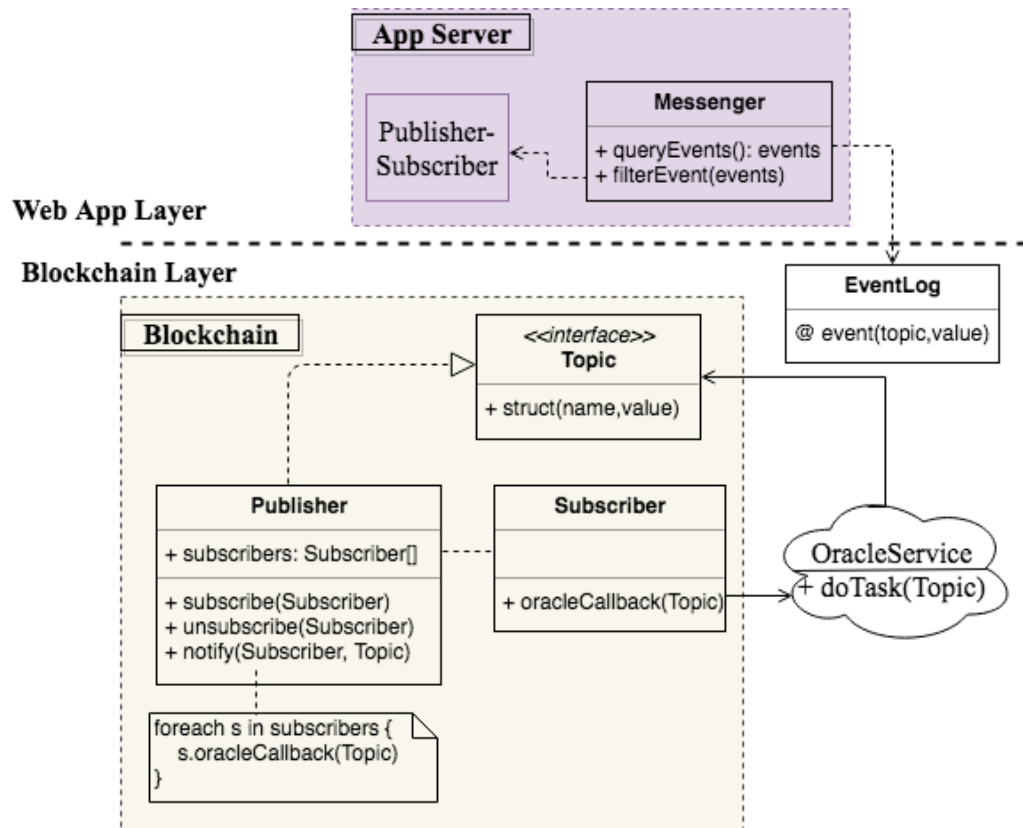 App Server
Publisher-
Subscriber
Messenger
+ queryEvents(): events
+ filterEvent(events)
Web App Layer
Blockchain Layer
EventLog
@ event(topic,value)
Blockchain
<<interface>>
Topic
+ struct(name,value)
Publisher
+ subscribers: Subscriber[]
+ subscribe(Subscriber)
+ unsubscribe(Subscriber)
+ notify(Subscriber, Topic)
Subscriber
+ oracleCallback(Topic)
OracleService
+ doTask(Topic)
foreach s in subscribers {
s.oracleCallback(Topic)
}